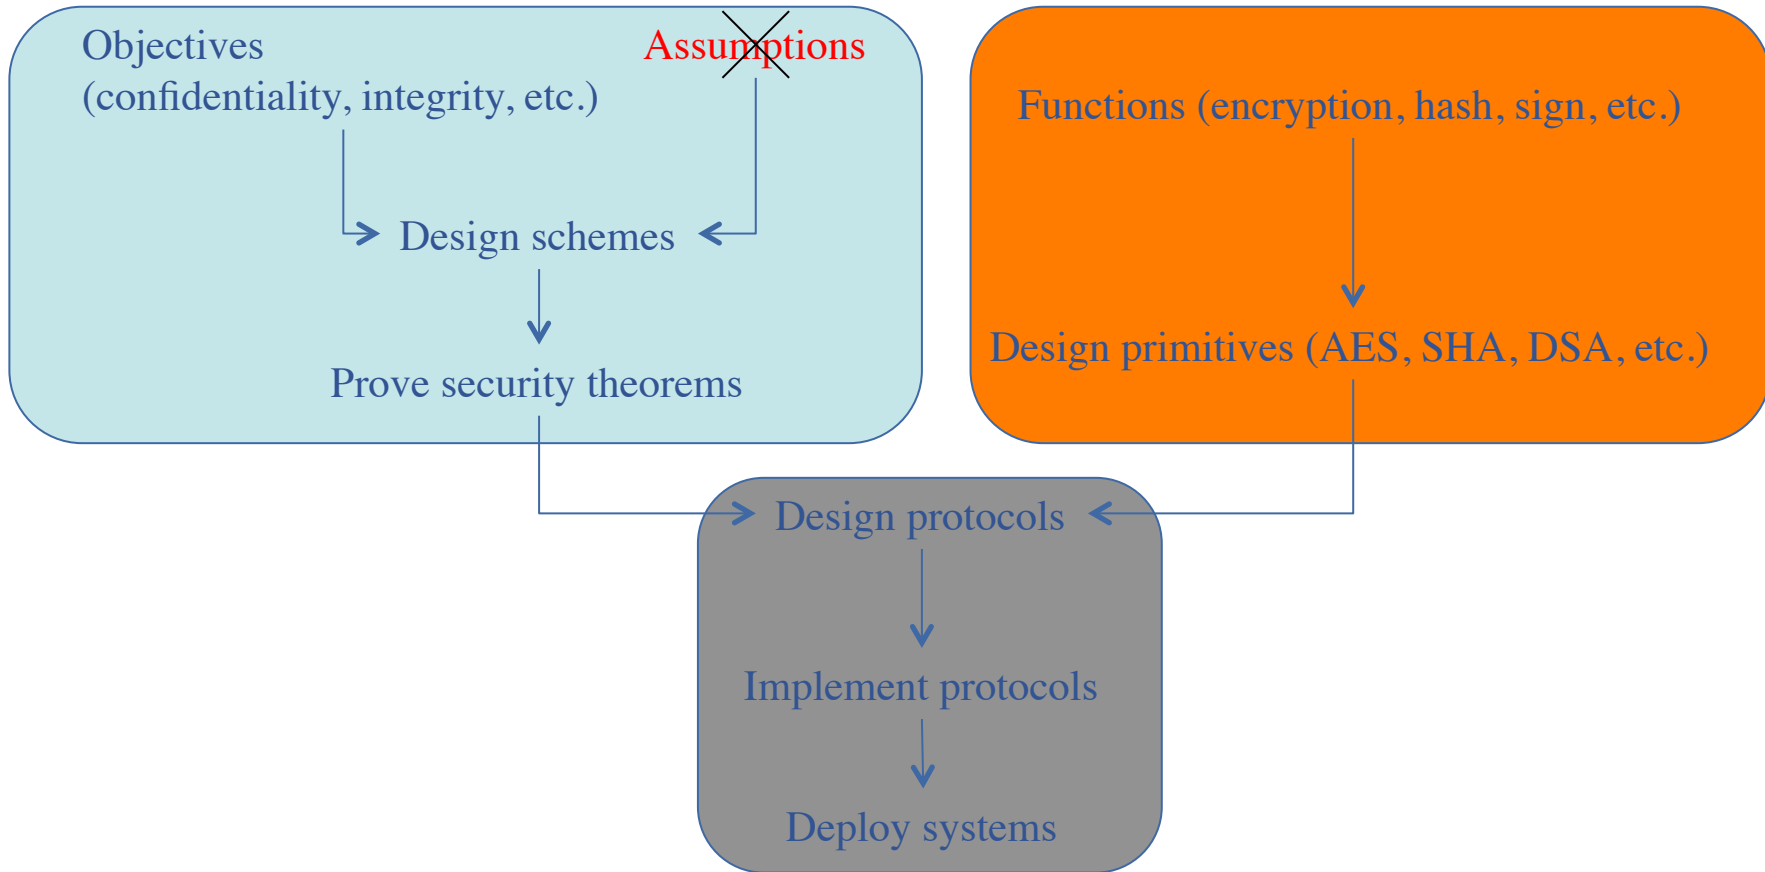 Objectives
(confidentiality, integrity, etc.)
Assumptions
Design schemes
Prove security theorems
Functions (encryption, hash, sign, etc.)
Design primitives (AES, SHA, DSA, etc.)
Design protocols
Implement protocols
Deploy systems